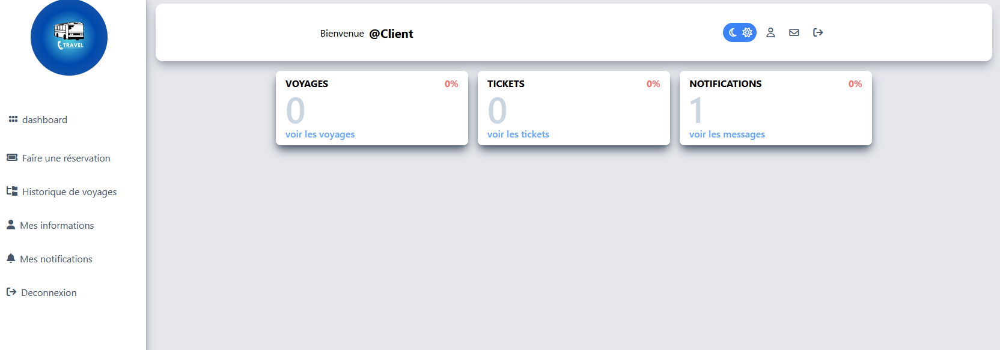 TRAVEL
dashboard
Faire une réservation
Historique de voyages
Mes informations
Mes notifications
Deconnexion
Bienvenue @Client
VOYAGES 0%
0
voir les voyages
TICKETS 0%
0
voir les tickets
NOTIFICATIONS 0%
1
voir les messages